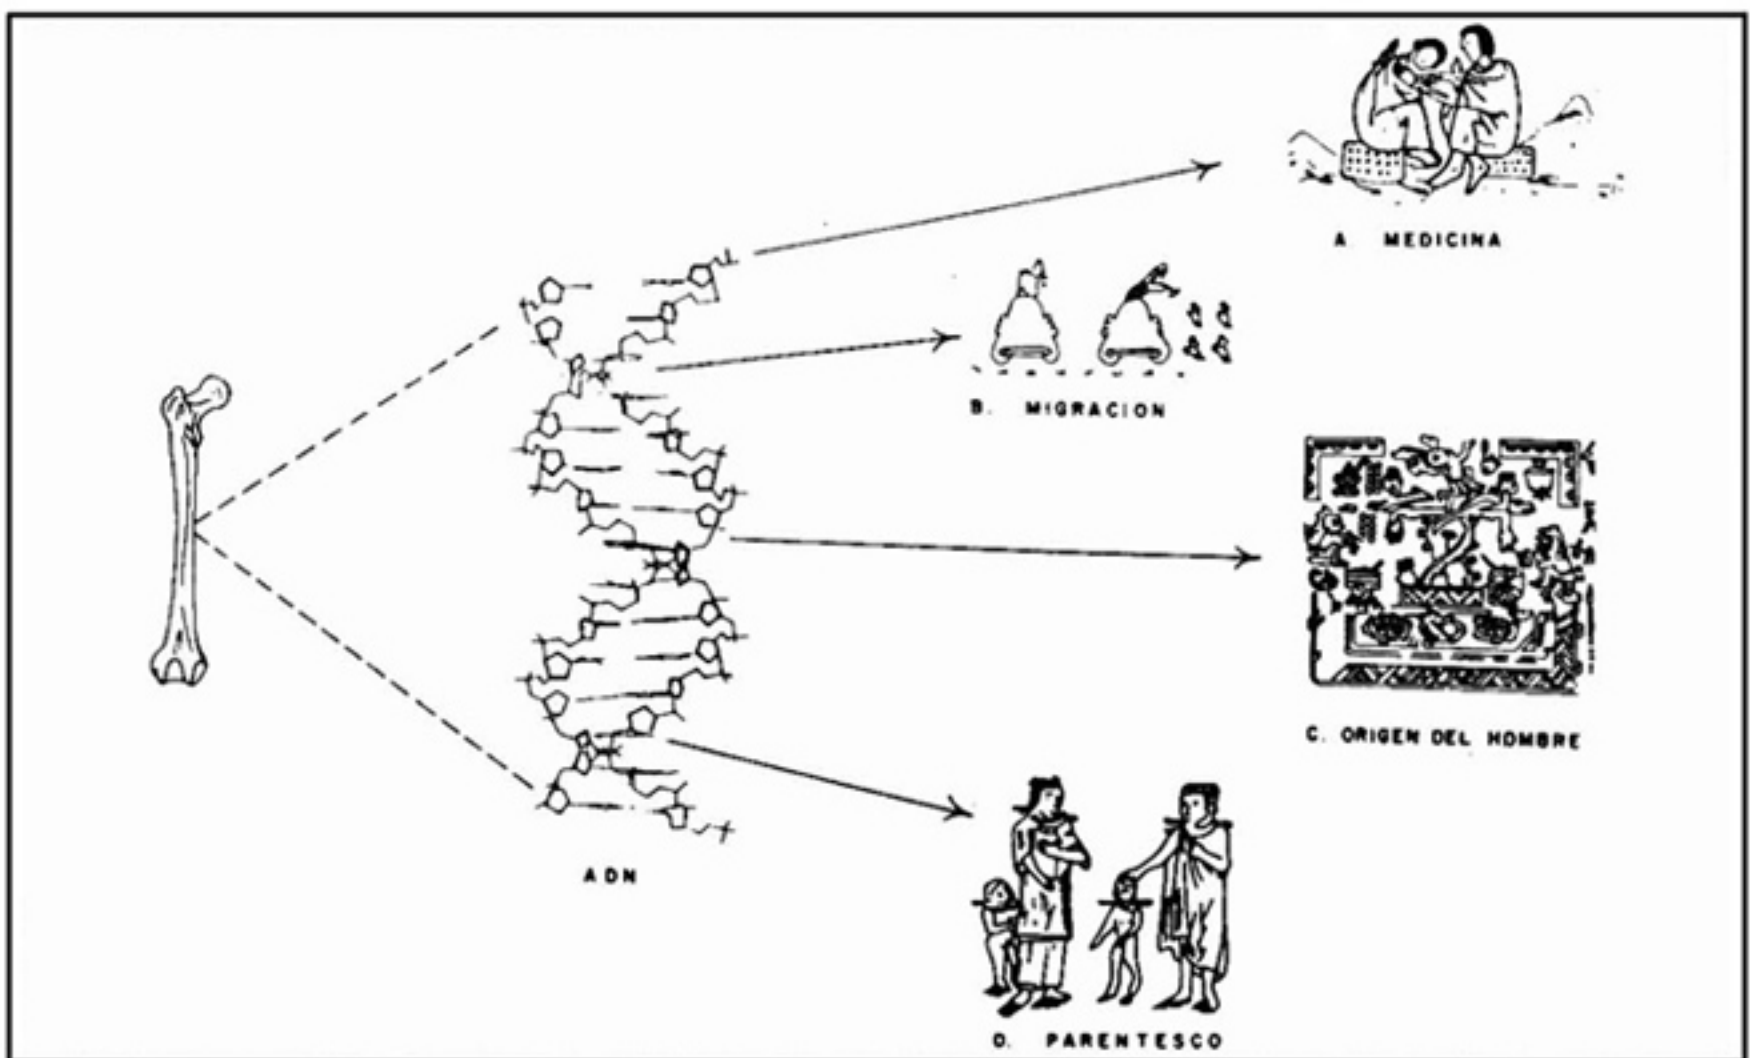 A MEDICINA
B. MIGRACION
C. ORIGEN DEL HOMBRE
ADN
D. PARENTESCO